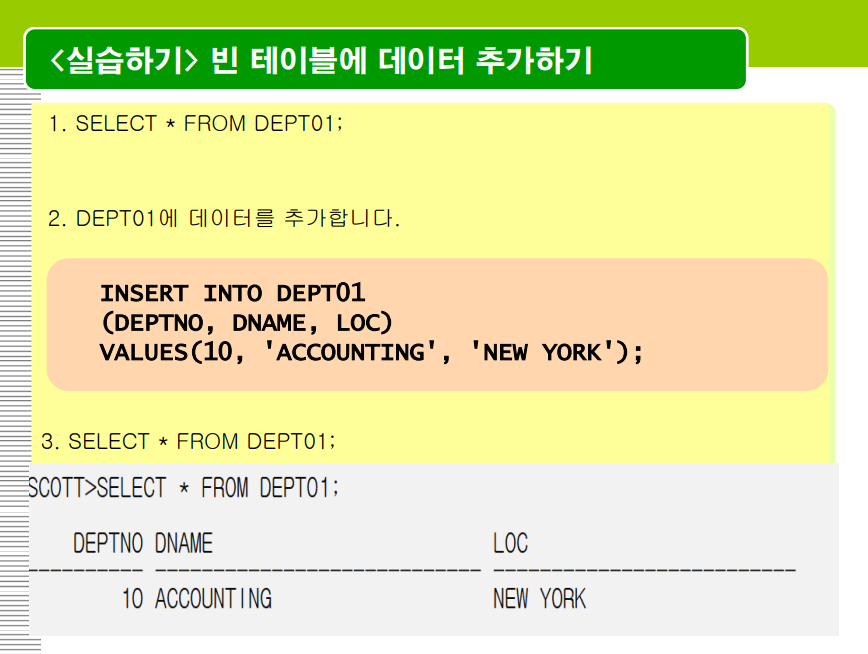 <실습하기> 빈 테이블에 데이터 추가하기
1. SELECT * FROM DEPT01;
2. DEPT01에 데이터를 추가합니다.
INSERT INTO DEPT01
(DEPTNO, DNAME, LOC)
VALUES(10, 'ACCOUNTING', 'NEW YORK');
3. SELECT * FROM DEPT01;
SCOTT>SELECT * FROM DEPT01;
DEPTNO DNAME LOC
---------- ---------------------------- --------------------------
10 ACCOUNTING NEW YORK